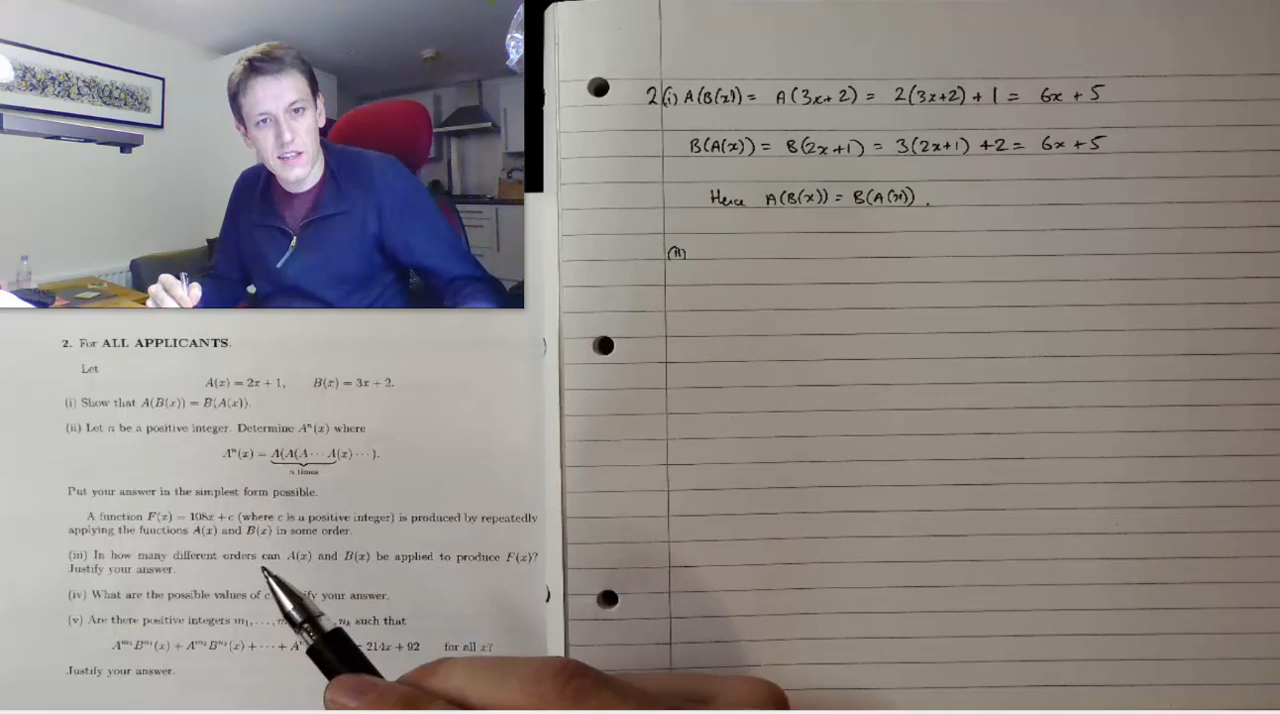 2(i) A(B(x)) = A(3x+2) = 2(3x+2)+1 = 6x+5
B(A(x)) = B(2x+1) = 3(2x+1)+2 = 6x+5
Hence A(B(x)) = B(A(x)).
(ii)
2. For ALL APPLICANTS.
Let
A(x) = 2x + 1, B(x) = 3x + 2.
(i) Show that A(B(x)) = B(A(x)).
(ii) Let n be a positive integer. Determine Aⁿ(x) where
Aⁿ(x) = A(A(A ··· A(x) ···).
n times
Put your answer in the simplest form possible.
A function F(x) = 108x + c (where c is a positive integer) is produced by repeatedly
applying the functions A(x) and B(x) in some order.
(iii) In how many different orders can A(x) and B(x) be applied to produce F(x)?
Justify your answer.
(iv) What are the possible values of c your answer.
(v) Are there positive integers m₁, ..., nₖ such that
Aᵐ¹Bⁿ¹(x) + Aᵐ²Bⁿ²(x) + ··· + A 214x + 92 for all x?
Justify your answer.